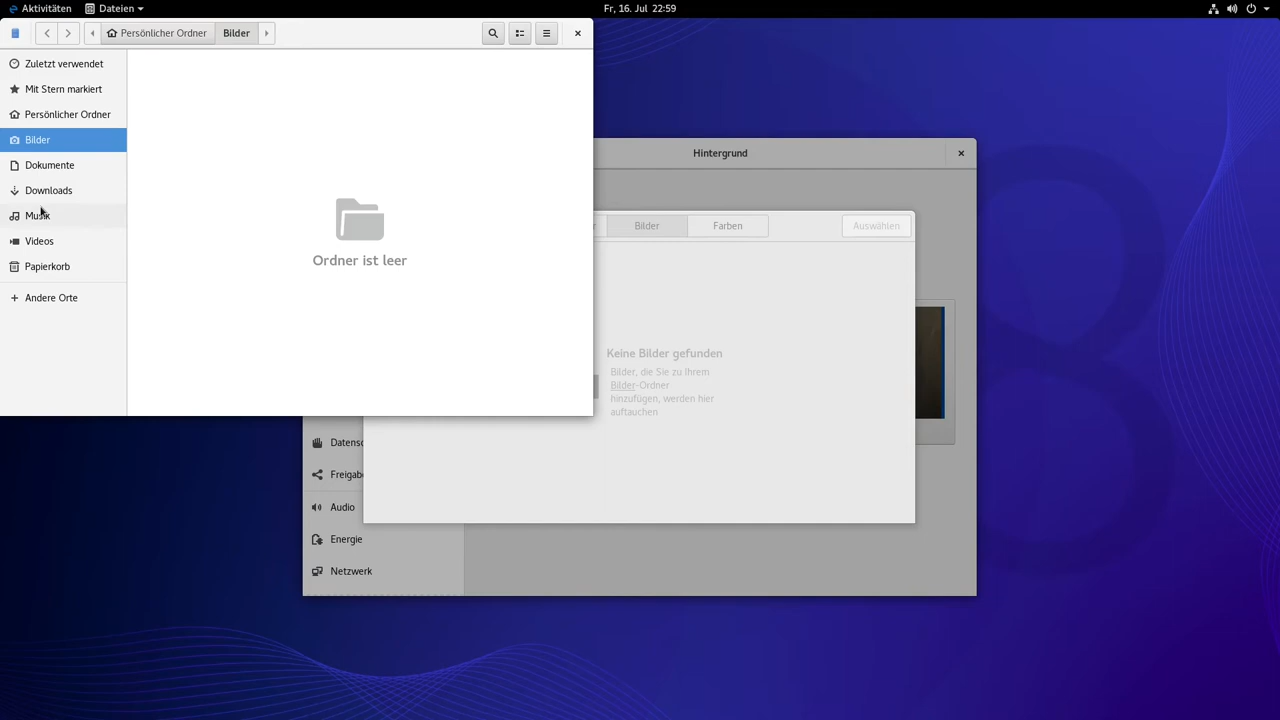 Aktivitäten
Dateien
Fr, 16. Jul 22:59
Persönlicher Ordner
Bilder
Zuletzt verwendet
Mit Stern markiert
Persönlicher Ordner
Bilder
Dokumente
Downloads
Musik
Videos
Papierkorb
Andere Orte
Ordner ist leer
Hintergrund
Bilder
Farben
Auswählen
Keine Bilder gefunden
Bilder, die Sie zu Ihrem
Bilder-Ordner
hinzufügen, werden hier
auftauchen
Datensc
Freigabe
Audio
Energie
Netzwerk